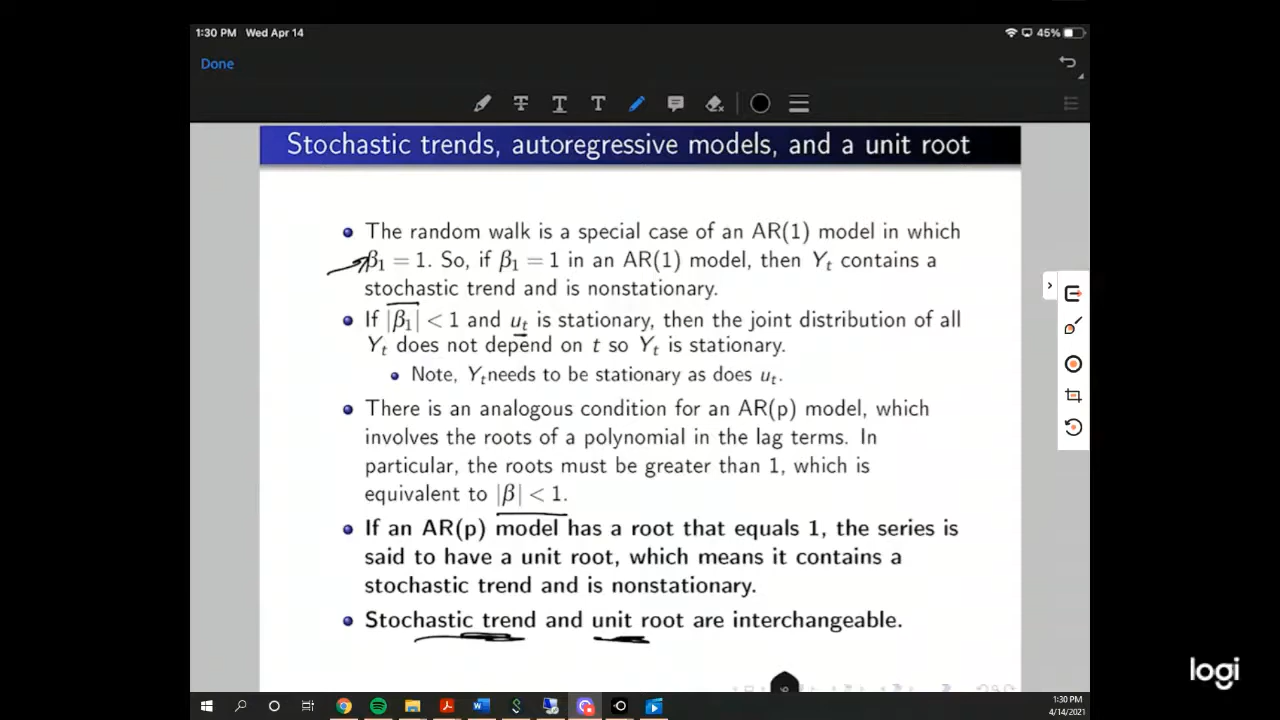 1:30 PM Wed Apr 14
45%
Done
Stochastic trends, autoregressive models, and a unit root
The random walk is a special case of an AR(1) model in which
β₁ = 1. So, if β₁ = 1 in an AR(1) model, then Yₜ contains a
stochastic trend and is nonstationary.
If |β₁| < 1 and uₜ is stationary, then the joint distribution of all
Yₜ does not depend on t so Yₜ is stationary.
Note, Yₜneeds to be stationary as does uₜ.
There is an analogous condition for an AR(p) model, which
involves the roots of a polynomial in the lag terms. In
particular, the roots must be greater than 1, which is
equivalent to |β| < 1.
If an AR(p) model has a root that equals 1, the series is
said to have a unit root, which means it contains a
stochastic trend and is nonstationary.
Stochastic trend and unit root are interchangeable.
logi
1:30 PM
4/14/2021